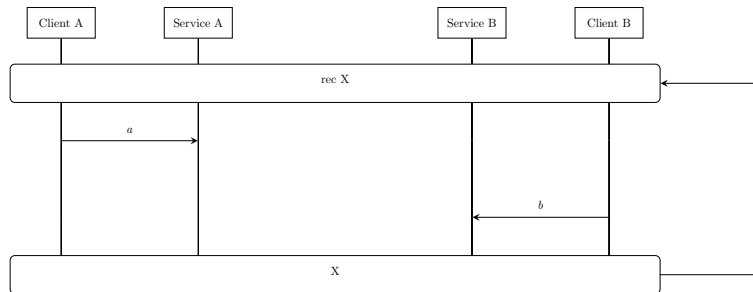 Client A
Service A
Service B
Client B
rec X
a
b
X